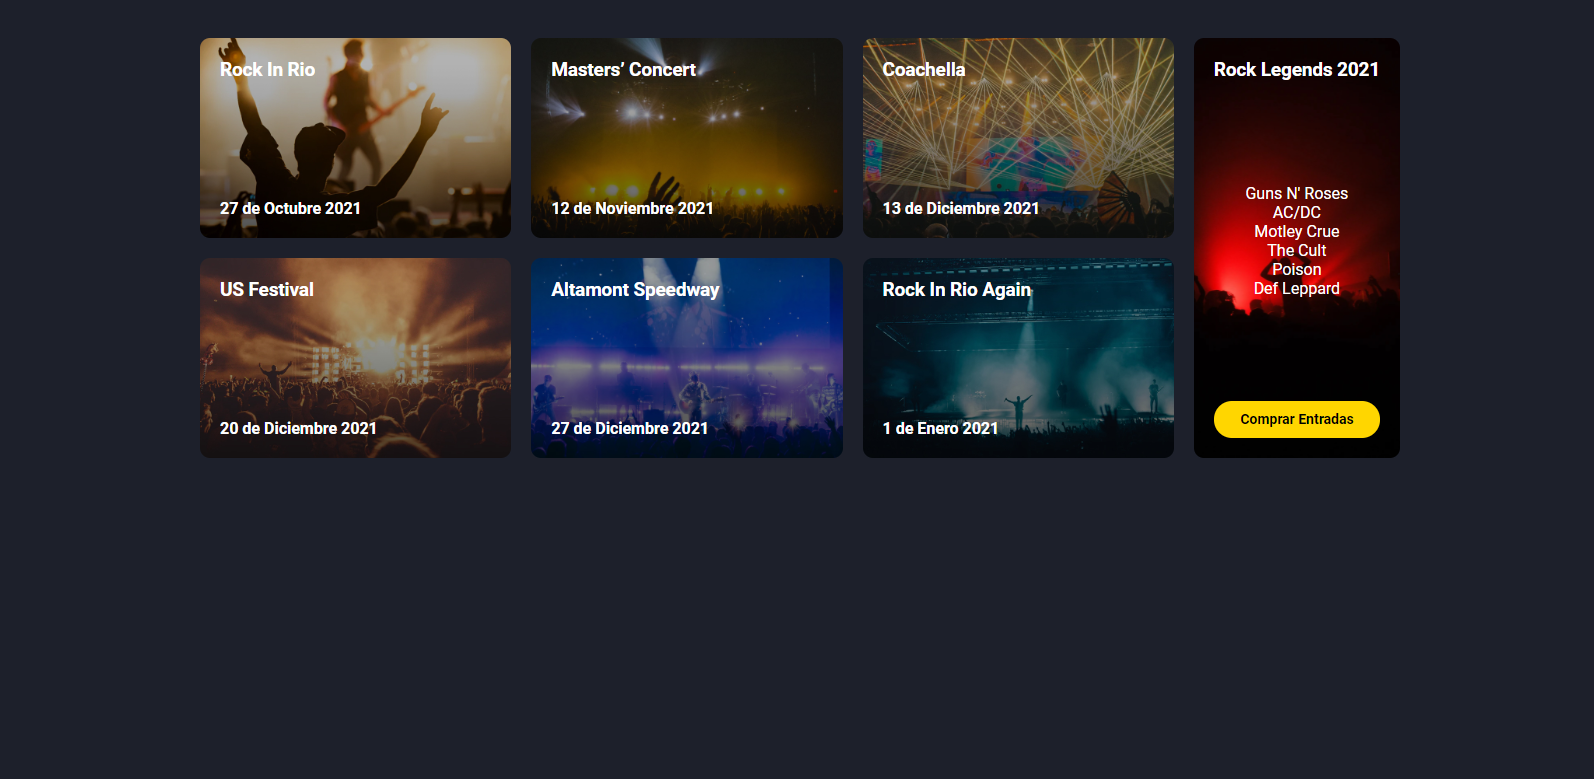 Rock In Rio
27 de Octubre 2021
Masters’ Concert
12 de Noviembre 2021
Coachella
13 de Diciembre 2021
Rock Legends 2021
Guns N' Roses
AC/DC
Motley Crue
The Cult
Poison
Def Leppard
Comprar Entradas
US Festival
20 de Diciembre 2021
Altamont Speedway
27 de Diciembre 2021
Rock In Rio Again
1 de Enero 2021